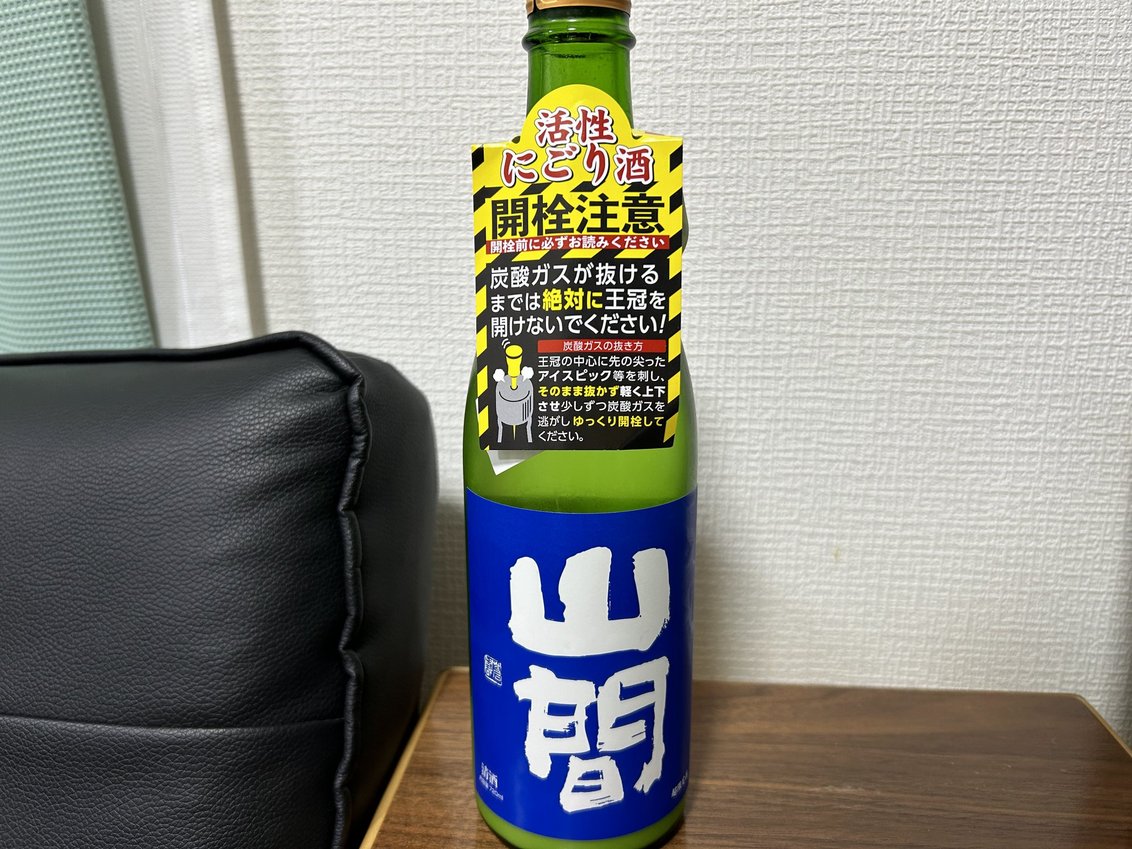 活性
にごり酒
開栓注意
開栓前に必ずお読みください
炭酸ガスが抜ける
までは絶対に王冠を
開けないでください!
炭酸ガスの抜き方
王冠の中心に先の尖った
アイスピック等を刺し、
そのまま抜かず軽く上下
させ少しずつ炭酸ガスを
逃がしゆっくり開栓して
ください。
山
間
清酒
720ml